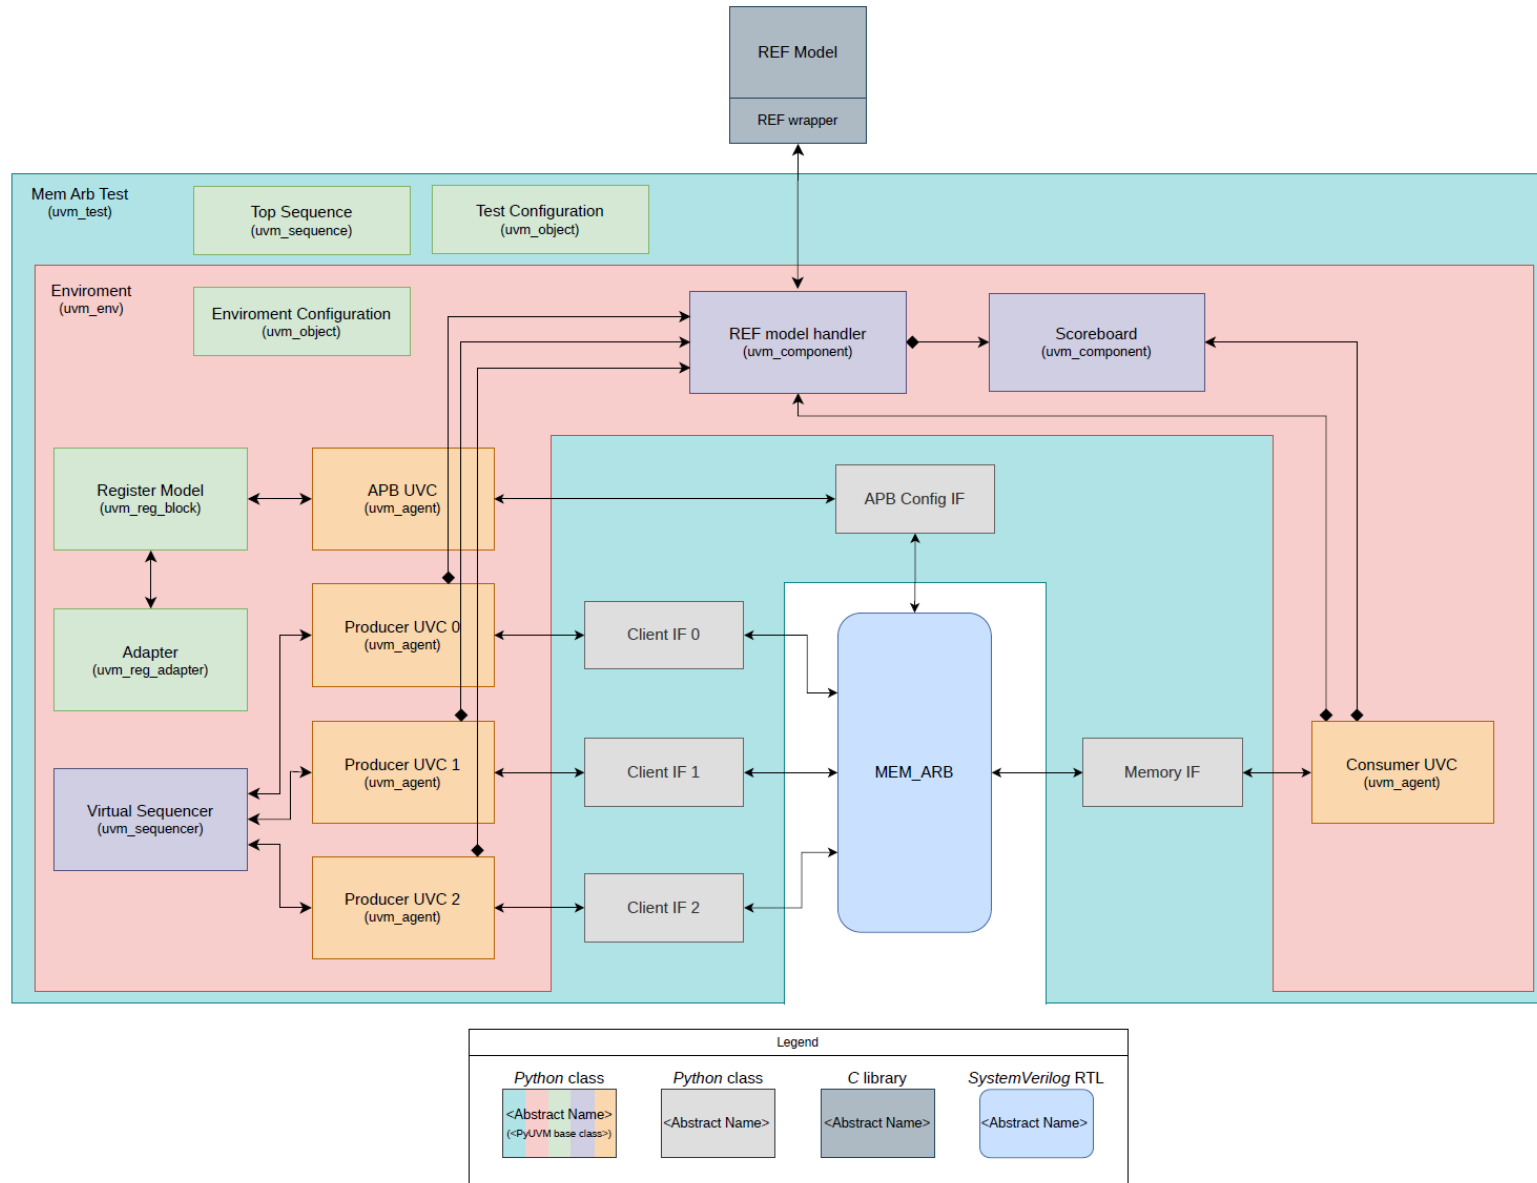 REF Model
REF wrapper
Mem Arb Test
(uvm_test)
Top Sequence
(uvm_sequence)
Test Configuration
(uvm_object)
Enviroment
(uvm_env)
Enviroment Configuration
(uvm_object)
REF model handler
(uvm_component)
Scoreboard
(uvm_component)
Register Model
(uvm_reg_block)
APB UVC
(uvm_agent)
APB Config IF
Adapter
(uvm_reg_adapter)
Producer UVC 0
(uvm_agent)
Client IF 0
Virtual Sequencer
(uvm_sequencer)
Producer UVC 1
(uvm_agent)
Client IF 1
MEM_ARB
Memory IF
Consumer UVC
(uvm_agent)
Producer UVC 2
(uvm_agent)
Client IF 2
Legend
Python class
<Abstract Name>
(<PyUVM base class>)
Python class
<Abstract Name>
C library
<Abstract Name>
SystemVerilog RTL
<Abstract Name>